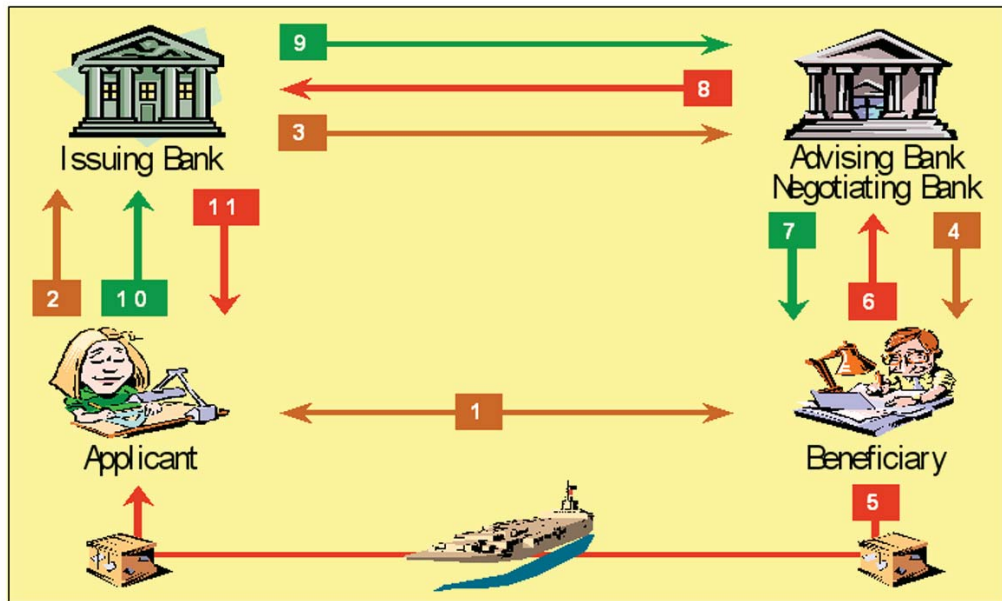 9
8
3
Issuing Bank
Advising Bank
Negotiating Bank
11
7
4
2
10
6
1
Applicant
Beneficiary
5